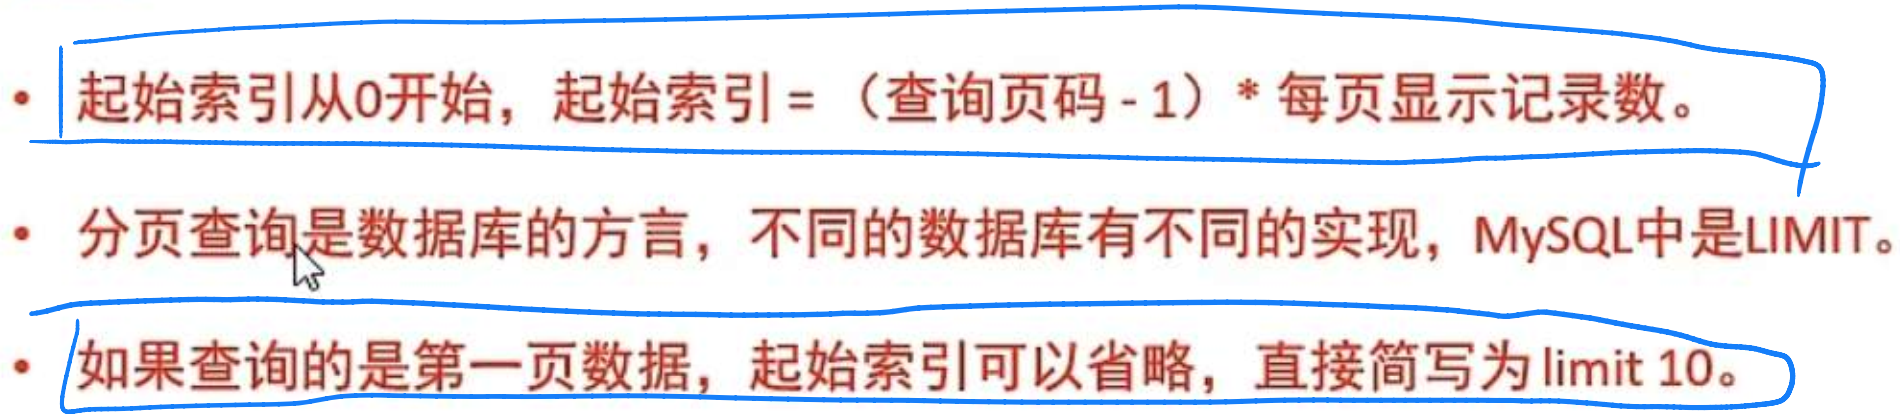 • 起始索引从0开始，起始索引 = （查询页码 - 1）* 每页显示记录数。
• 分页查询是数据库的方言，不同的数据库有不同的实现，MySQL中是LIMIT。
• 如果查询的是第一页数据，起始索引可以省略，直接简写为 limit 10。